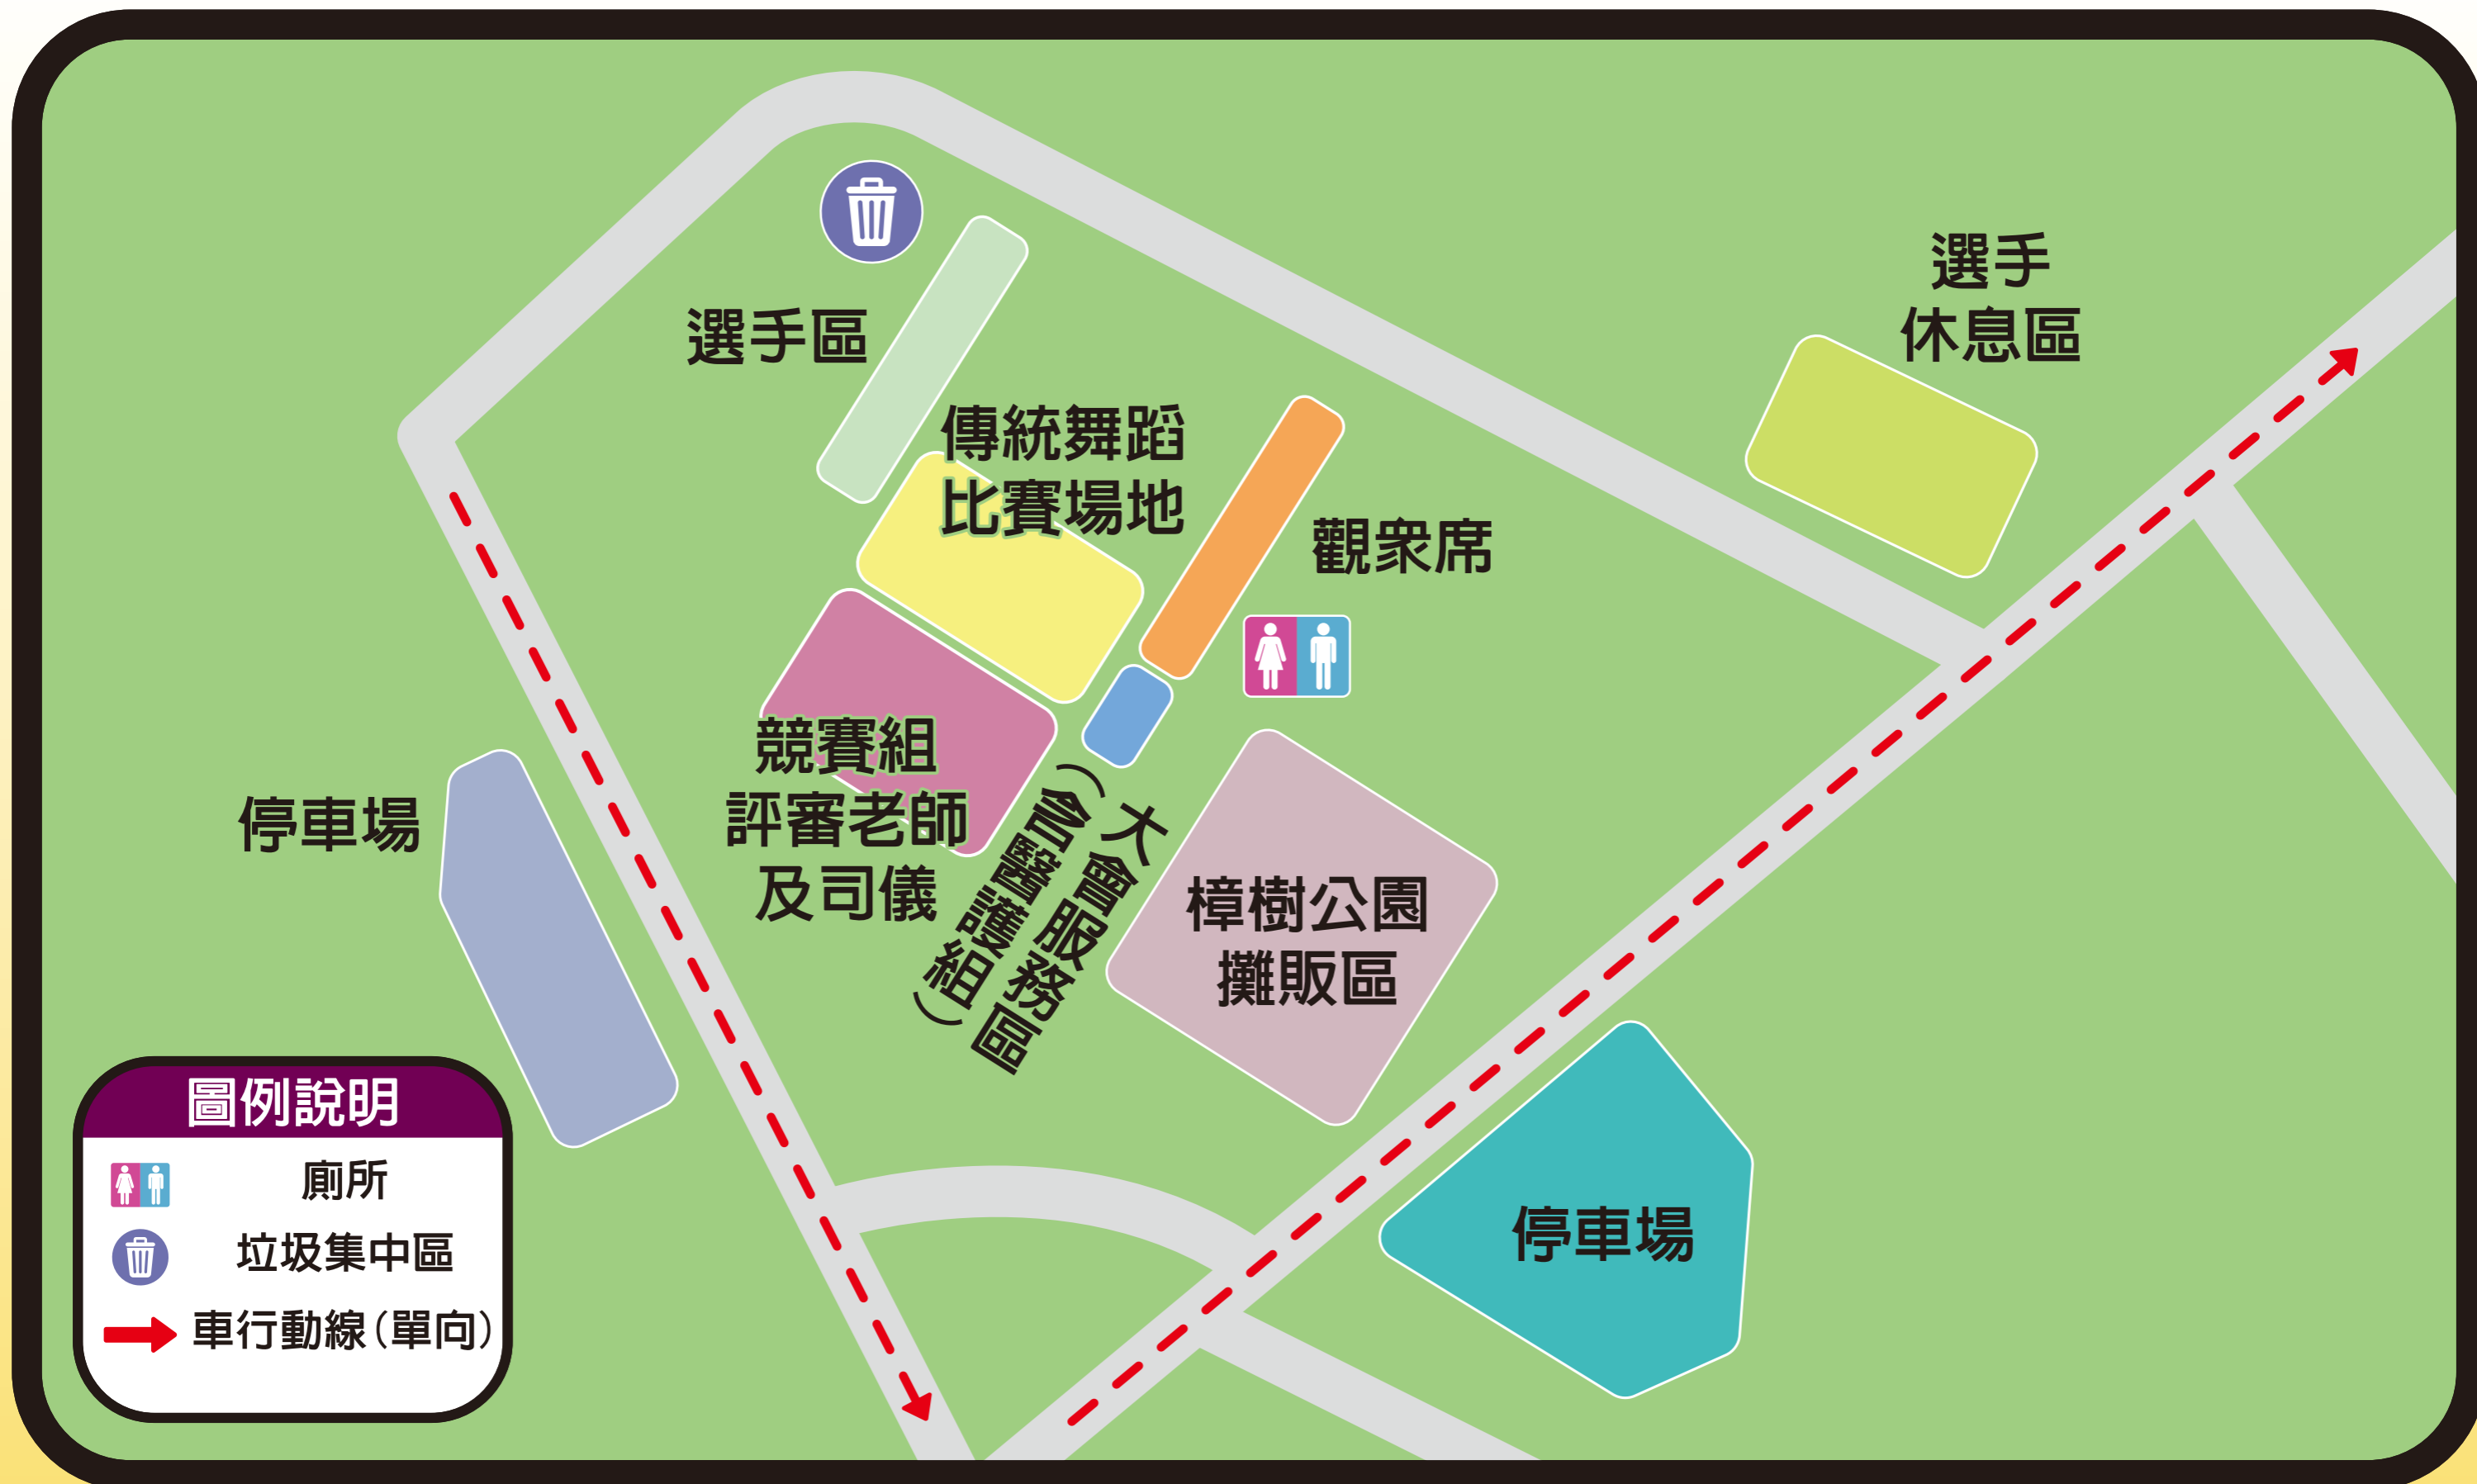 選手
休息區
選手區
傳統舞蹈
比賽場地
觀眾席
競賽組
評審老師
及司儀
大會服務區
（會醫護組）
停車場
樟樹公園
攤販區
停車場
圖例說明
廁所
垃圾集中區
車行動線（單向）